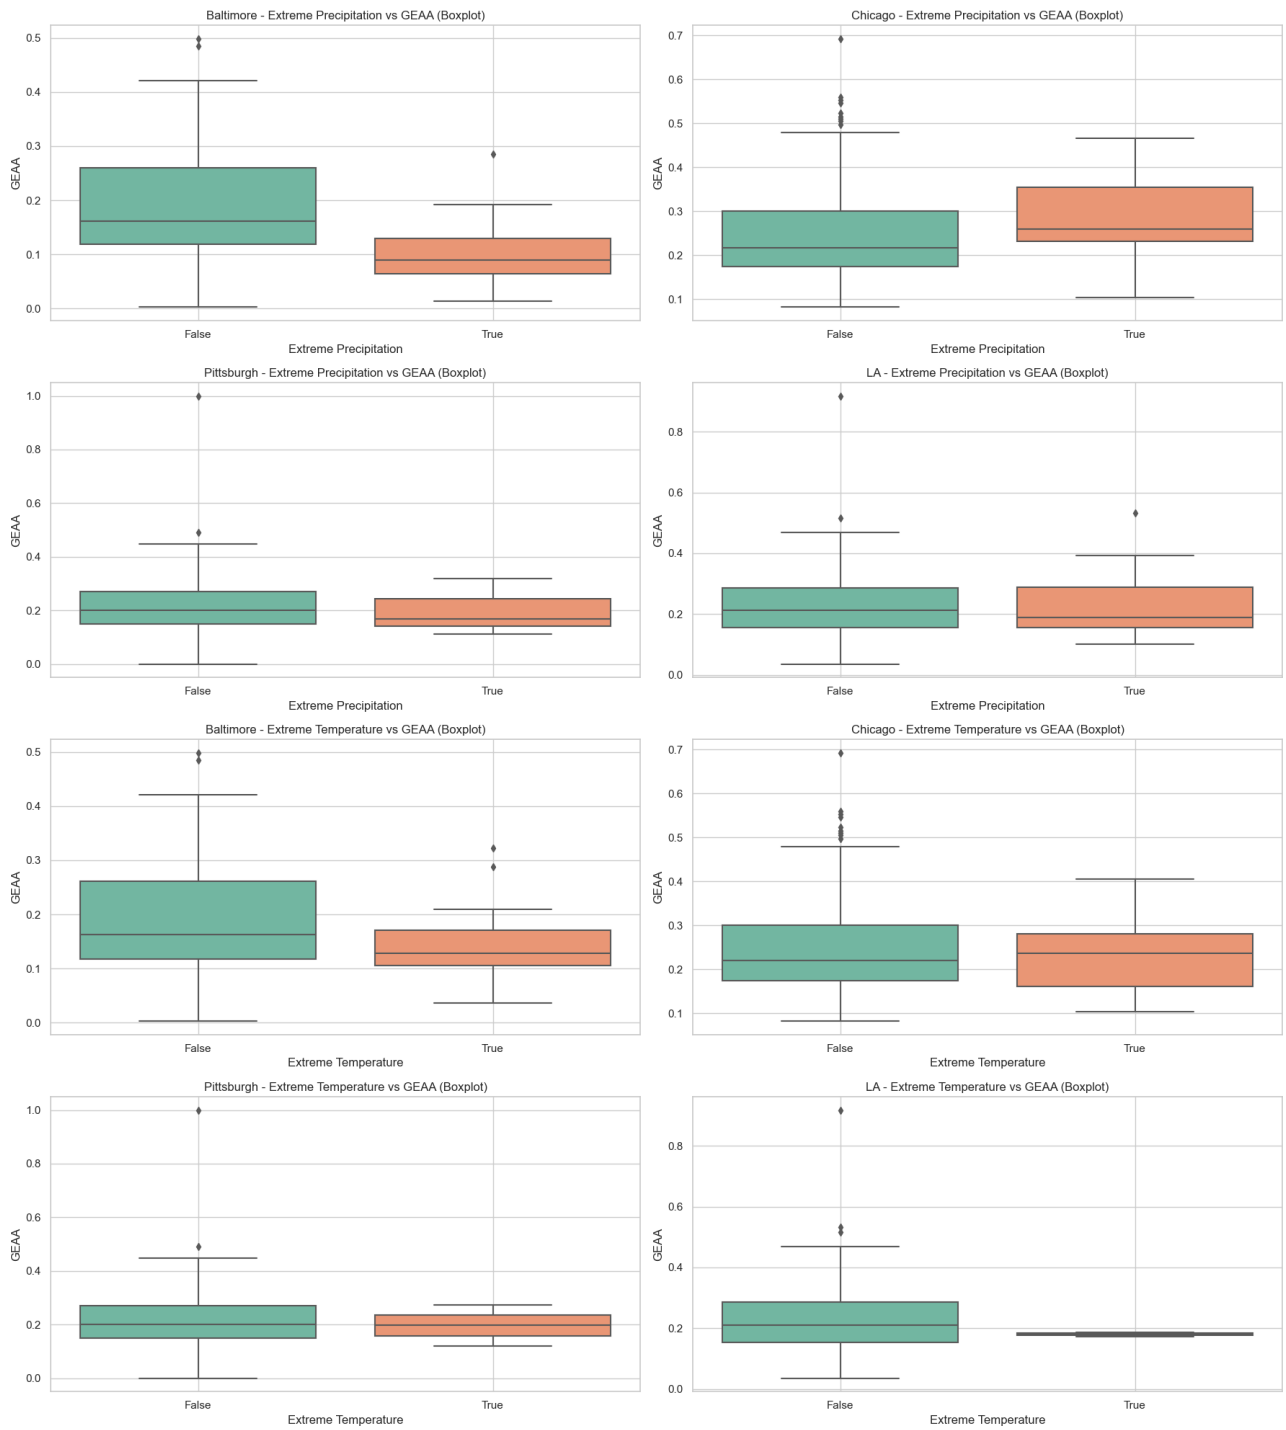 Baltimore - Extreme Precipitation vs GEAA (Boxplot)
0.5
0.4
0.3
0.2
0.1
0.0
GEAA
False
True
Extreme Precipitation
Chicago - Extreme Precipitation vs GEAA (Boxplot)
0.7
0.6
0.5
0.4
0.3
0.2
0.1
GEAA
False
True
Extreme Precipitation
Pittsburgh - Extreme Precipitation vs GEAA (Boxplot)
1.0
0.8
0.6
0.4
0.2
0.0
GEAA
False
True
Extreme Precipitation
LA - Extreme Precipitation vs GEAA (Boxplot)
0.8
0.6
0.4
0.2
0.0
GEAA
False
True
Extreme Precipitation
Baltimore - Extreme Temperature vs GEAA (Boxplot)
0.5
0.4
0.3
0.2
0.1
0.0
GEAA
False
True
Extreme Temperature
Chicago - Extreme Temperature vs GEAA (Boxplot)
0.7
0.6
0.5
0.4
0.3
0.2
0.1
GEAA
False
True
Extreme Temperature
Pittsburgh - Extreme Temperature vs GEAA (Boxplot)
1.0
0.8
0.6
0.4
0.2
0.0
GEAA
False
True
Extreme Temperature
LA - Extreme Temperature vs GEAA (Boxplot)
0.8
0.6
0.4
0.2
0.0
GEAA
False
True
Extreme Temperature